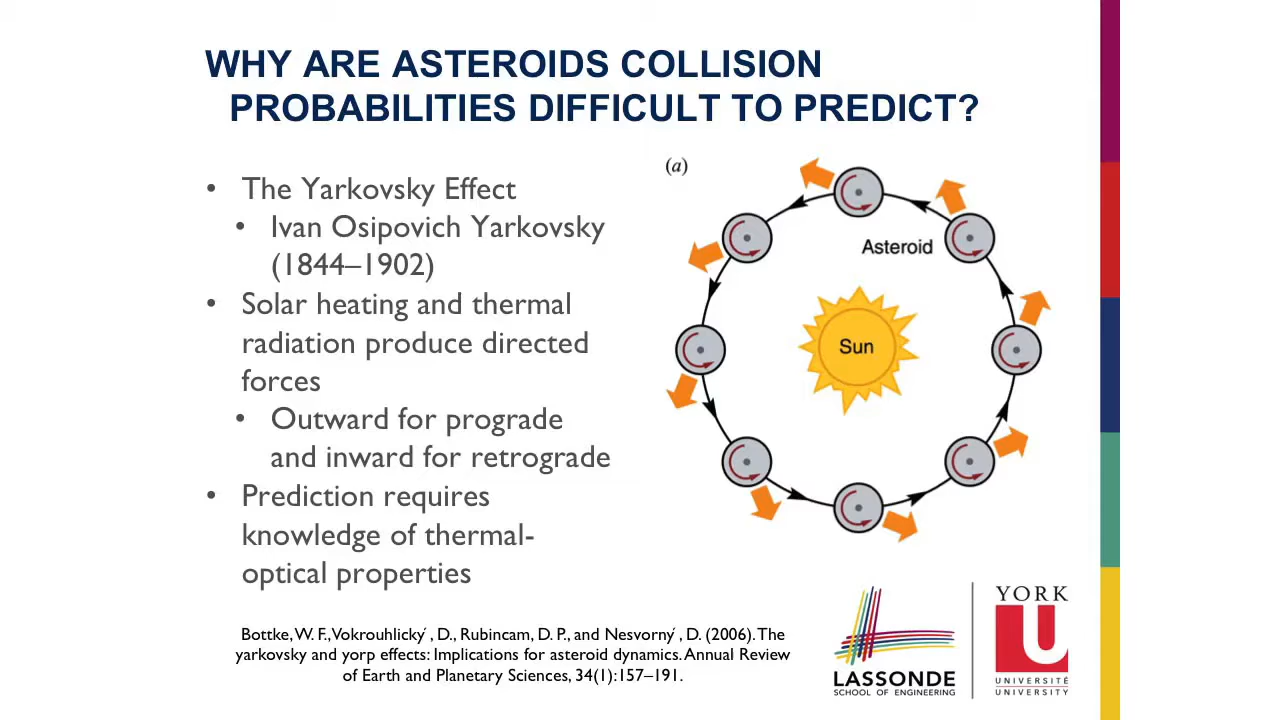 WHY ARE ASTEROIDS COLLISION
PROBABILITIES DIFFICULT TO PREDICT?
• The Yarkovsky Effect
• Ivan Osipovich Yarkovsky
(1844–1902)
• Solar heating and thermal
radiation produce directed
forces
• Outward for prograde
and inward for retrograde
• Prediction requires
knowledge of thermal-
optical properties
(a)
Asteroid
Sun
Bottke, W. F., Vokrouhlický, D., Rubincam, D. P., and Nesvorný, D. (2006). The
yarkovsky and yorp effects: Implications for asteroid dynamics. Annual Review
of Earth and Planetary Sciences, 34(1):157–191.
LASSONDE
SCHOOL OF ENGINEERING
YORK
U
UNIVERSITÉ
UNIVERSITY